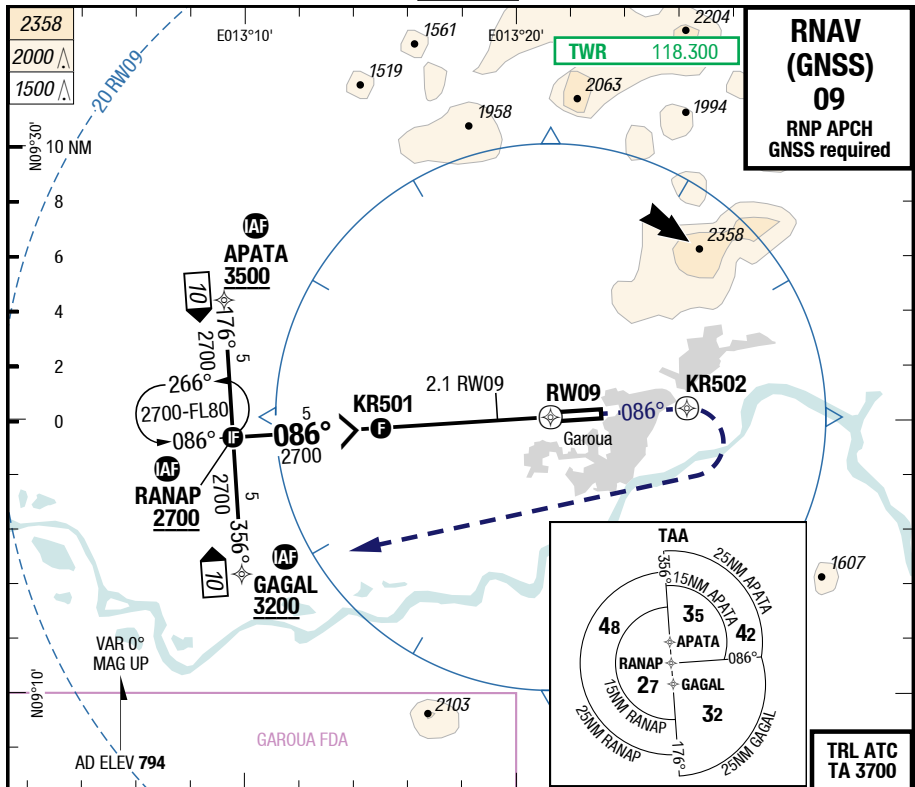 2358
2000
1500
N09°30'
10 NM
8
6
4
2
0
N09°10'
E013°10'
E013°20'
20 RW09
1561
1519
1958
2063
2204
1994
2358
1607
2103
TWR 118.300
RNAV
(GNSS)
09
RNP APCH
GNSS required
IAF
APATA
3500
10
176°
2700
5
266°
2700-FL80
086°
IF
IAF
RANAP
2700
5
086°
2700
KR501
F
2.1 RW09
RW09
Garoua
086°
KR502
2700
5
356°
10
IAF
GAGAL
3200
VAR 0°
MAG UP
AD ELEV 794
GAROUA FDA
TAA
356°
25NM APATA
15NM APATA
48
35
42
APATA
086°
RANAP
27
GAGAL
32
15NM RANAP
25NM RANAP
176°
25NM GAGAL
TRL ATC
TA 3700